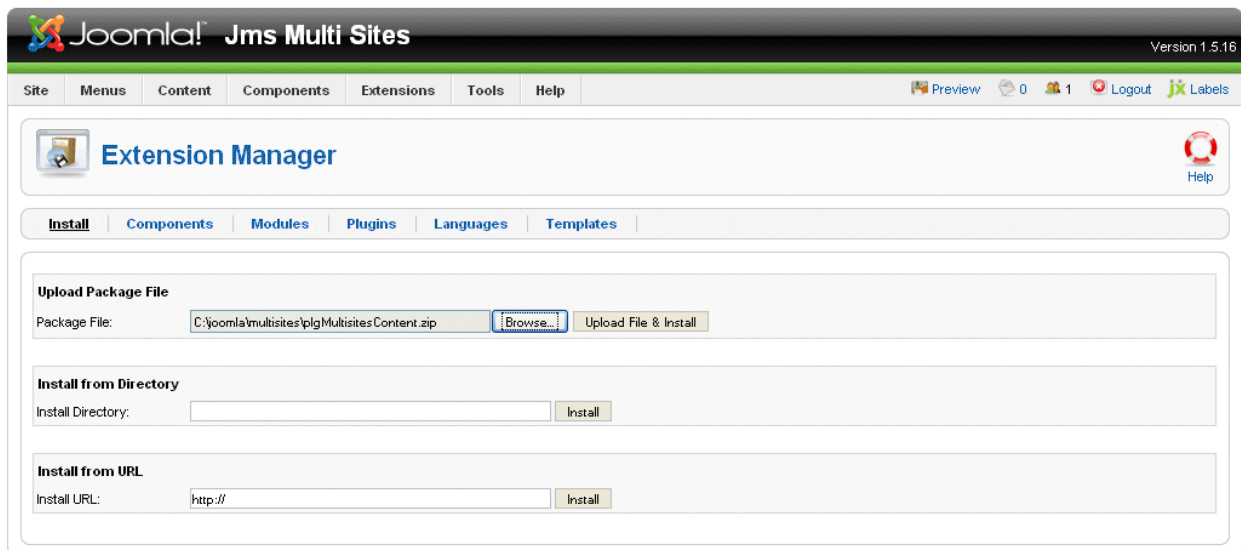 Joomla! Jms Multi Sites
Version 1.5.16
Site Menus Content Components Extensions Tools Help Preview 0 1 Logout jx Labels
Extension Manager
Help
Install Components Modules Plugins Languages Templates
Upload Package File
Package File: C:\joomla\multisites\plgMultisitesContent.zip Browse... Upload File & Install
Install from Directory
Install Directory: Install
Install from URL
Install URL: http:// Install